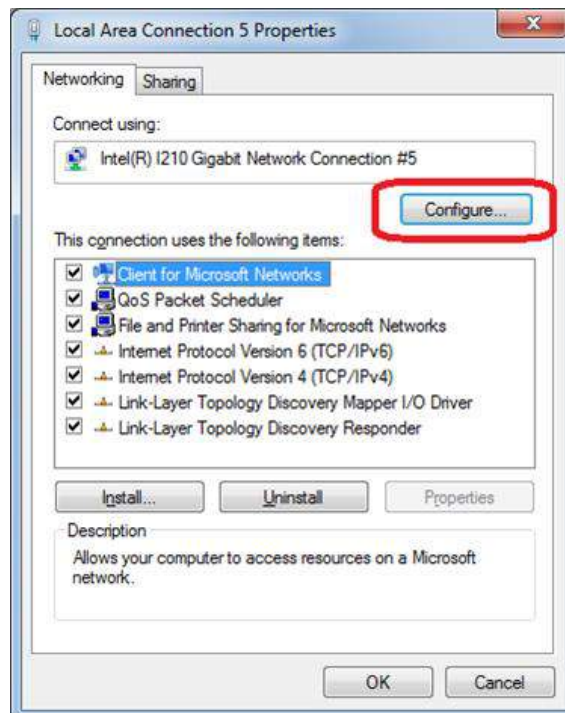 Local Area Connection 5 Properties
Networking
Sharing
Connect using:
Intel(R) I210 Gigabit Network Connection #5
Configure...
This connection uses the following items:
Client for Microsoft Networks
QoS Packet Scheduler
File and Printer Sharing for Microsoft Networks
Internet Protocol Version 6 (TCP/IPv6)
Internet Protocol Version 4 (TCP/IPv4)
Link-Layer Topology Discovery Mapper I/O Driver
Link-Layer Topology Discovery Responder
Install...
Uninstall
Properties
Description
Allows your computer to access resources on a Microsoft
network.
OK
Cancel